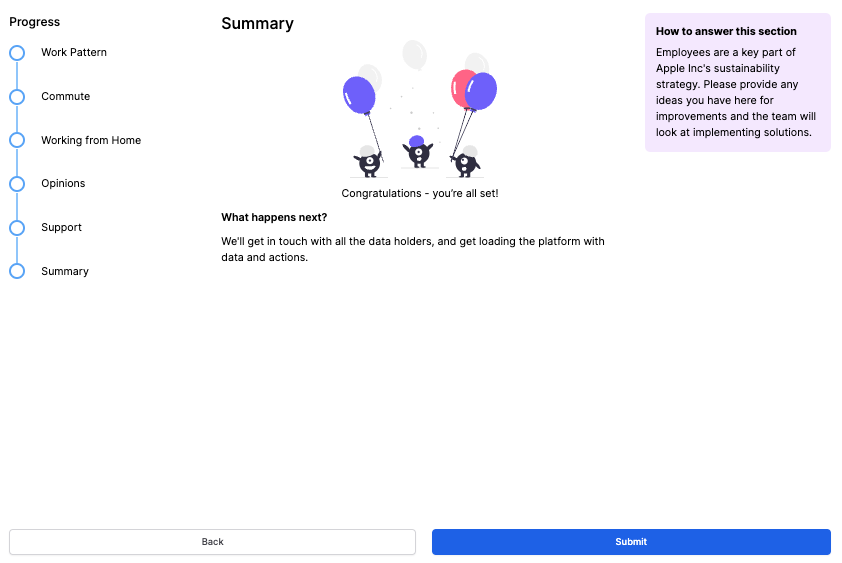 Progress
Work Pattern
Commute
Working from Home
Opinions
Support
Summary
Summary
Congratulations - you're all set!
What happens next?
We'll get in touch with all the data holders, and get loading the platform with
data and actions.
How to answer this section
Employees are a key part of
Apple Inc's sustainability
strategy. Please provide any
ideas you have here for
improvements and the team will
look at implementing solutions.
Back
Submit